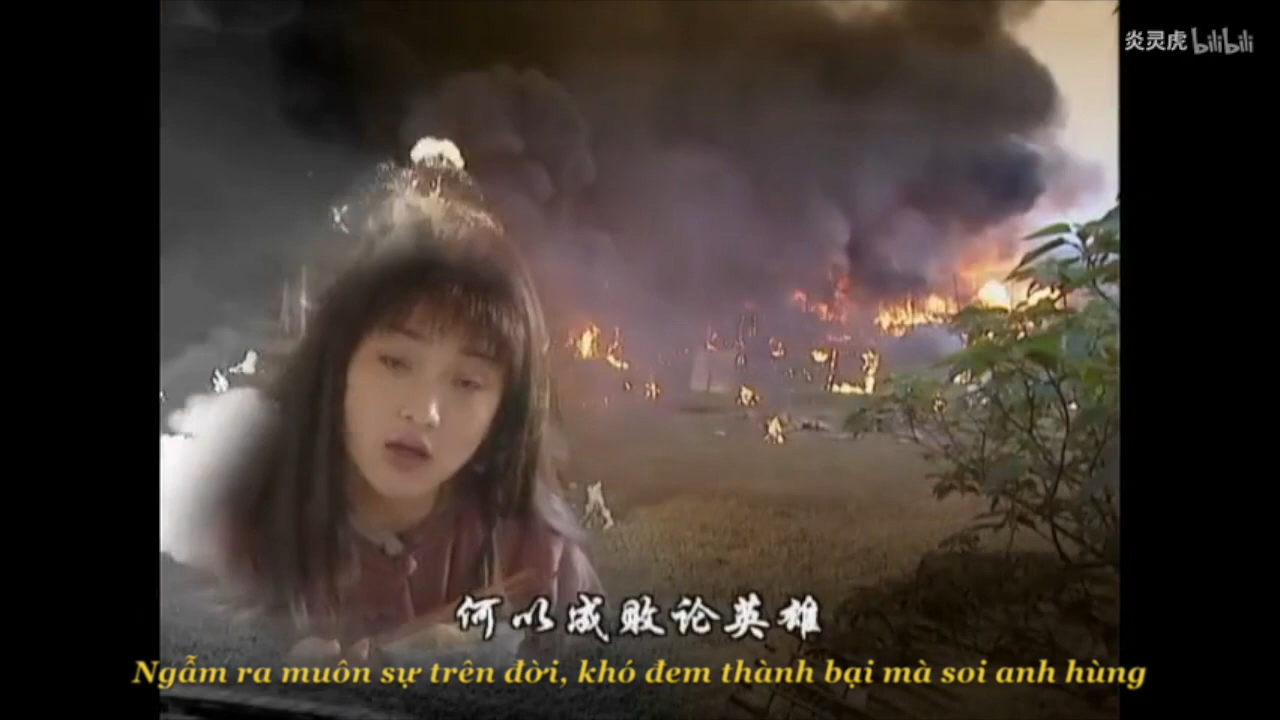 炎灵虎 bilibili
何以成败论英雄
Ngẫm ra muôn sự trên đời, khó đem thành bại mà soi anh hùng